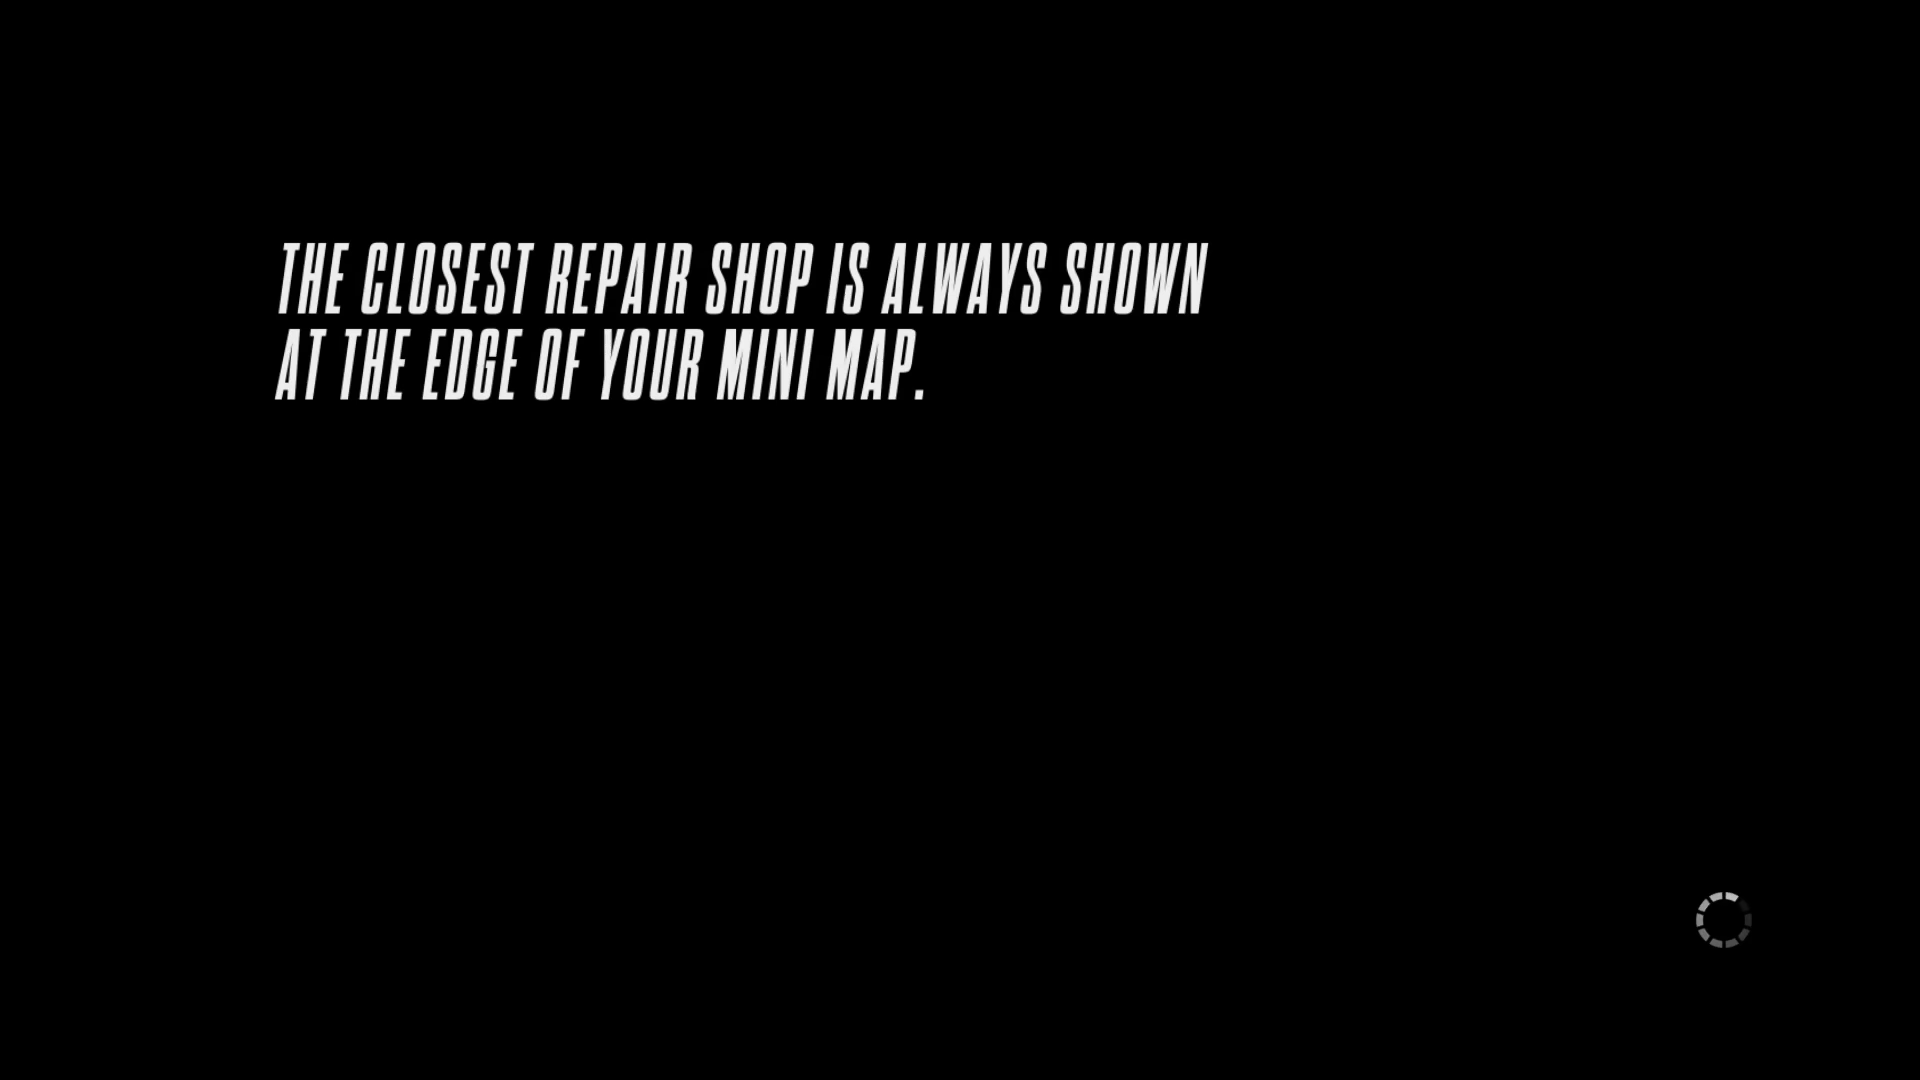 THE CLOSEST REPAIR SHOP IS ALWAYS SHOWN
AT THE EDGE OF YOUR MINI MAP.